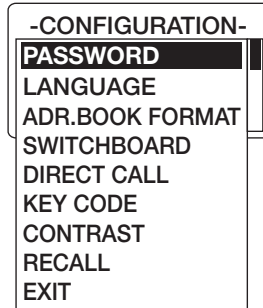 -CONFIGURATION-
PASSWORD
LANGUAGE
ADR.BOOK FORMAT
SWITCHBOARD
DIRECT CALL
KEY CODE
CONTRAST
RECALL
EXIT